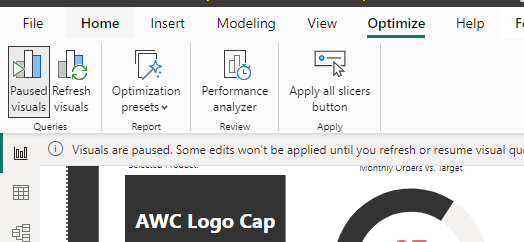 File Home Insert Modeling View Optimize Help
Paused visuals
Refresh visuals
Optimization presets
Performance analyzer
Apply all slicers button
Queries Report Review Apply
Visuals are paused. Some edits won't be applied until you refresh or resume visual
Selected Product: Monthly Orders vs. Target
AWC Logo Cap